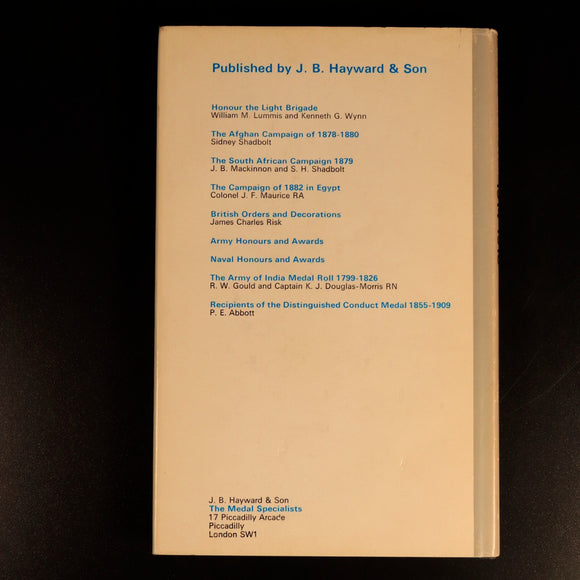 Published by J. B. Hayward & Son
Honour the Light Brigade
William M. Lummis and Kenneth G. Wynn
The Afghan Campaign of 1878-1880
Sidney Shadbolt
The South African Campaign 1879
J. B. Mackinnon and S. H. Shadbolt
The Campaign of 1882 in Egypt
Colonel J. F. Maurice RA
British Orders and Decorations
James Charles Risk
Army Honours and Awards
Naval Honours and Awards
The Army of India Medal Roll 1799-1826
R. W. Gould and Captain K. J. Douglas-Morris RN
Recipients of the Distinguished Conduct Medal 1855-1909
P. E. Abbott
J. B. Hayward & Son
The Medal Specialists
17 Piccadilly Arcade
Piccadilly
London SW1